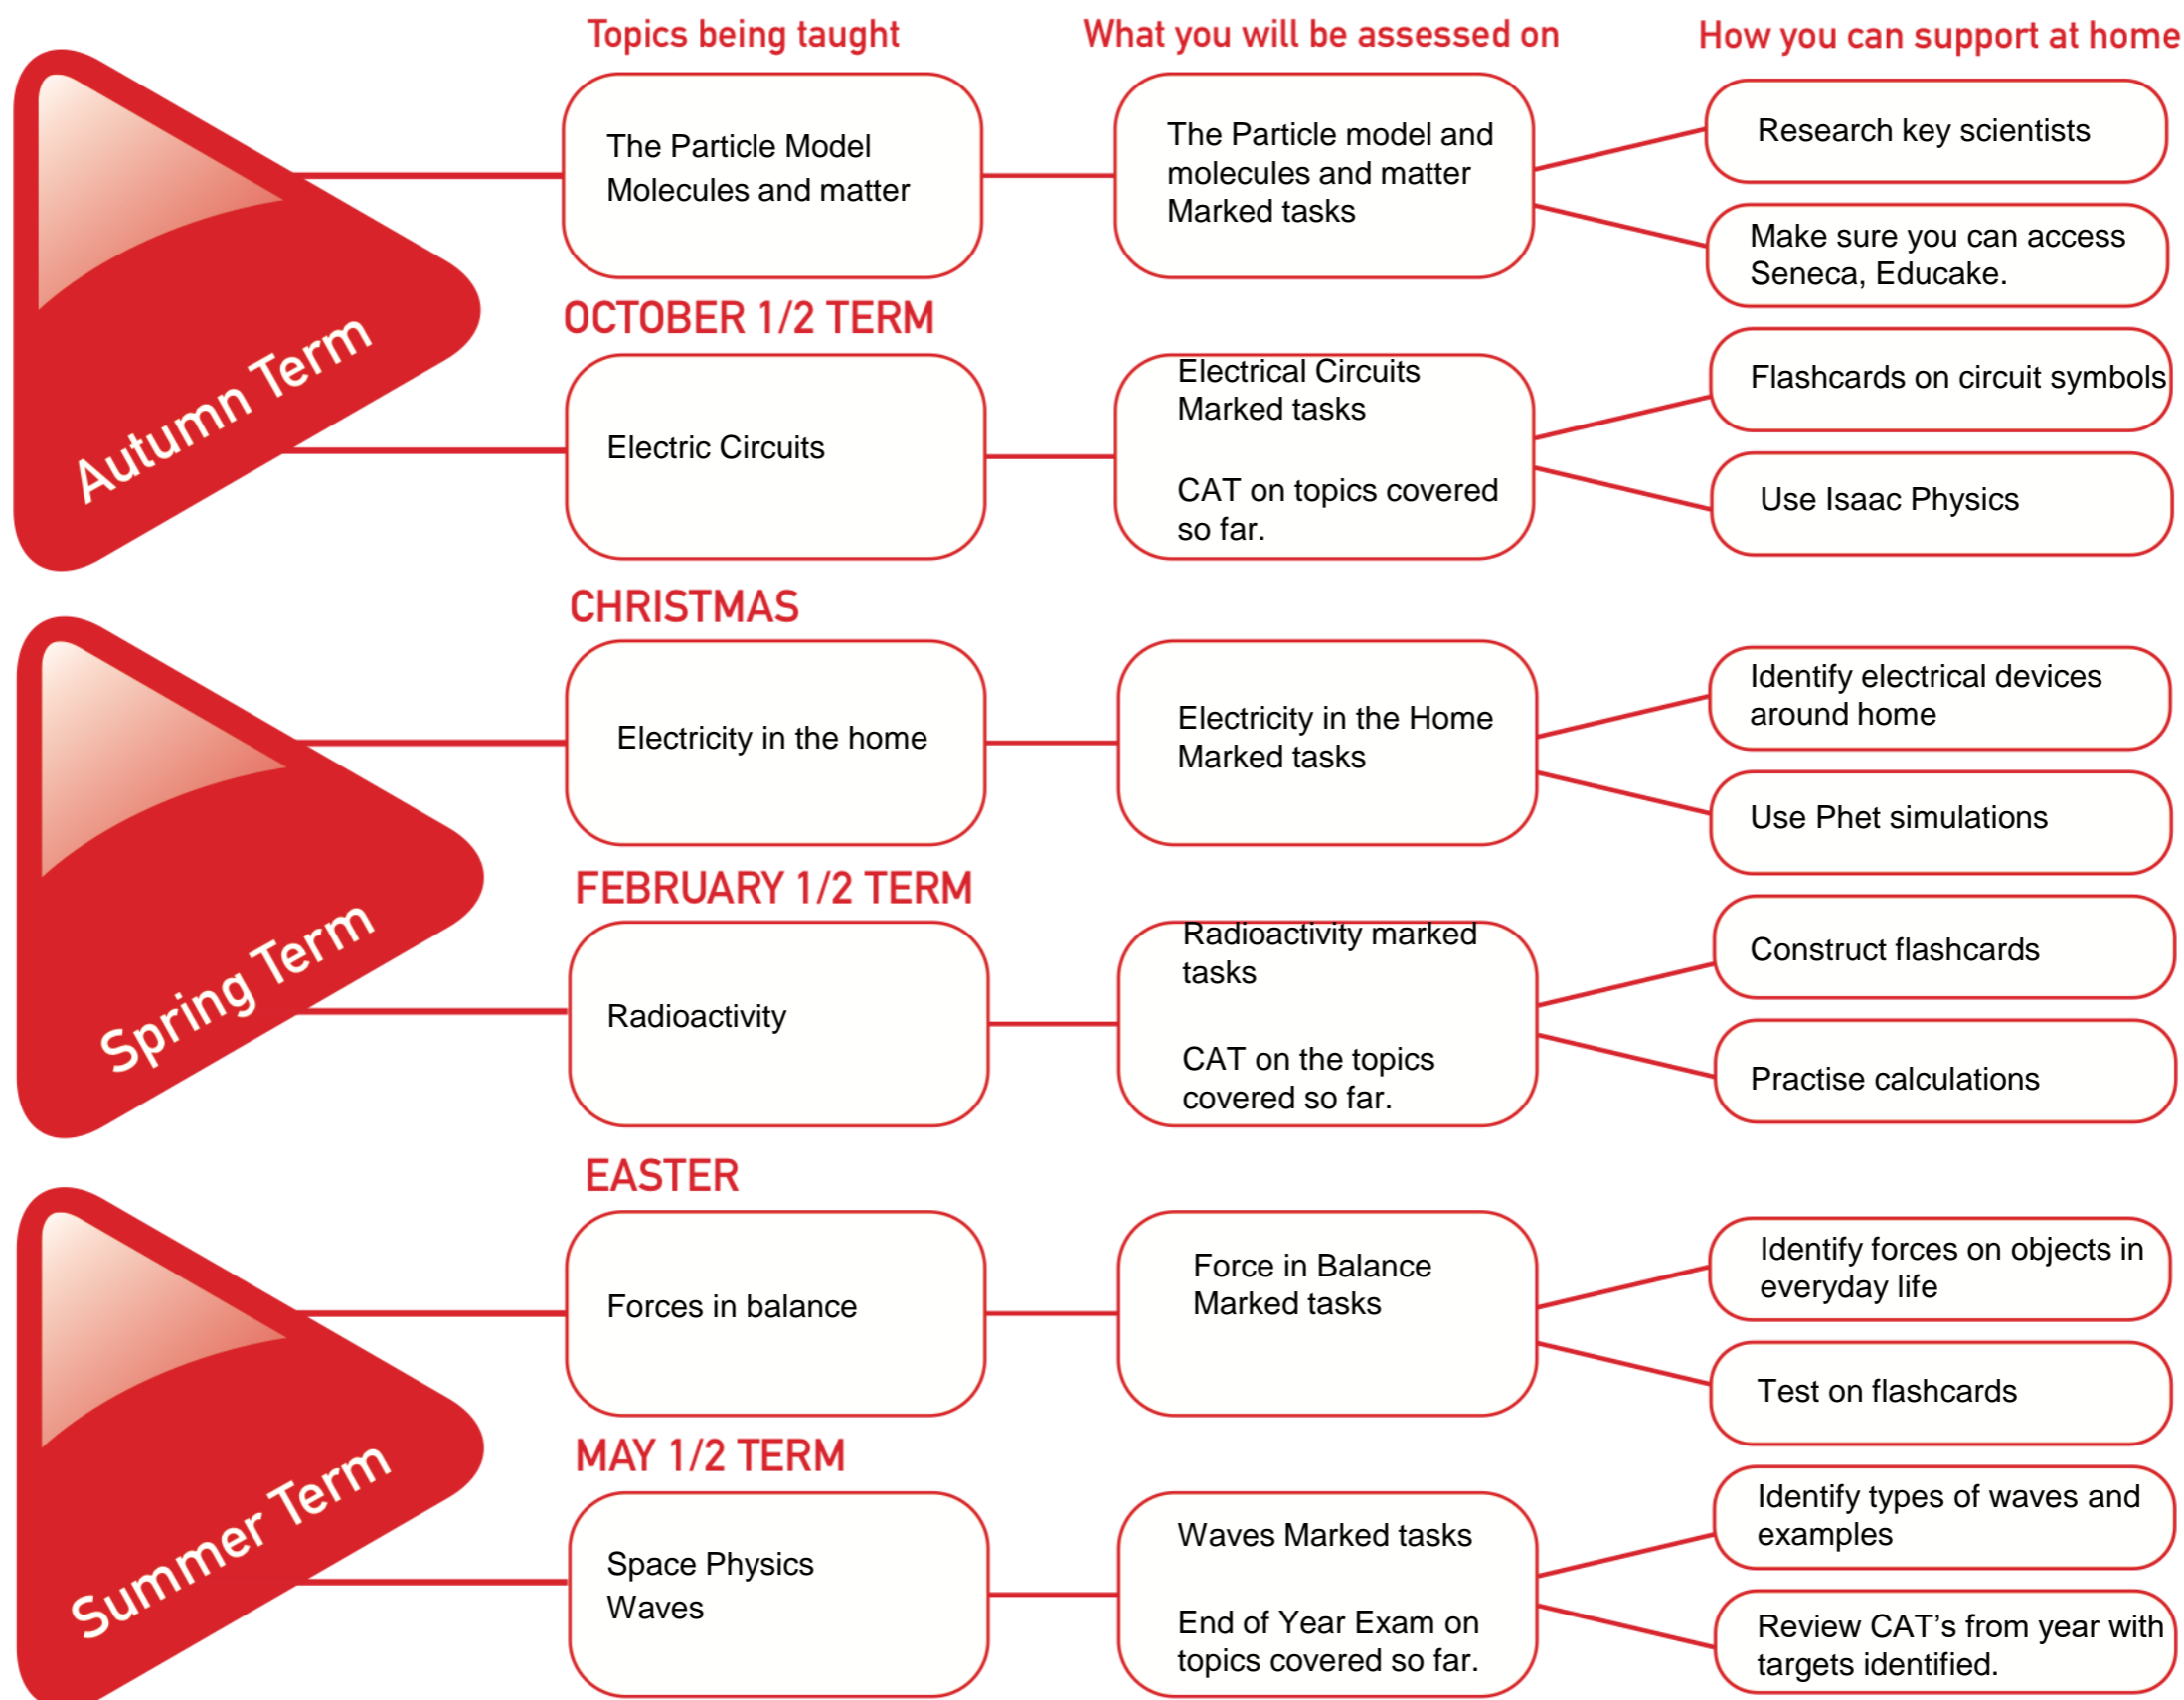 Topics being taught
What you will be assessed on
How you can support at home
Autumn Term
The Particle Model
Molecules and matter
The Particle model and
molecules and matter
Marked tasks
Research key scientists
Make sure you can access
Seneca, Educake.
OCTOBER 1/2 TERM
Electric Circuits
Electrical Circuits
Marked tasks
CAT on topics covered
so far.
Flashcards on circuit symbols
Use Isaac Physics
CHRISTMAS
Spring Term
Electricity in the home
Electricity in the Home
Marked tasks
Identify electrical devices
around home
Use Phet simulations
FEBRUARY 1/2 TERM
Radioactivity
Radioactivity marked
tasks
CAT on the topics
covered so far.
Construct flashcards
Practise calculations
EASTER
Summer Term
Forces in balance
Force in Balance
Marked tasks
Identify forces on objects in
everyday life
Test on flashcards
MAY 1/2 TERM
Space Physics
Waves
Waves Marked tasks
End of Year Exam on
topics covered so far.
Identify types of waves and
examples
Review CAT's from year with
targets identified.